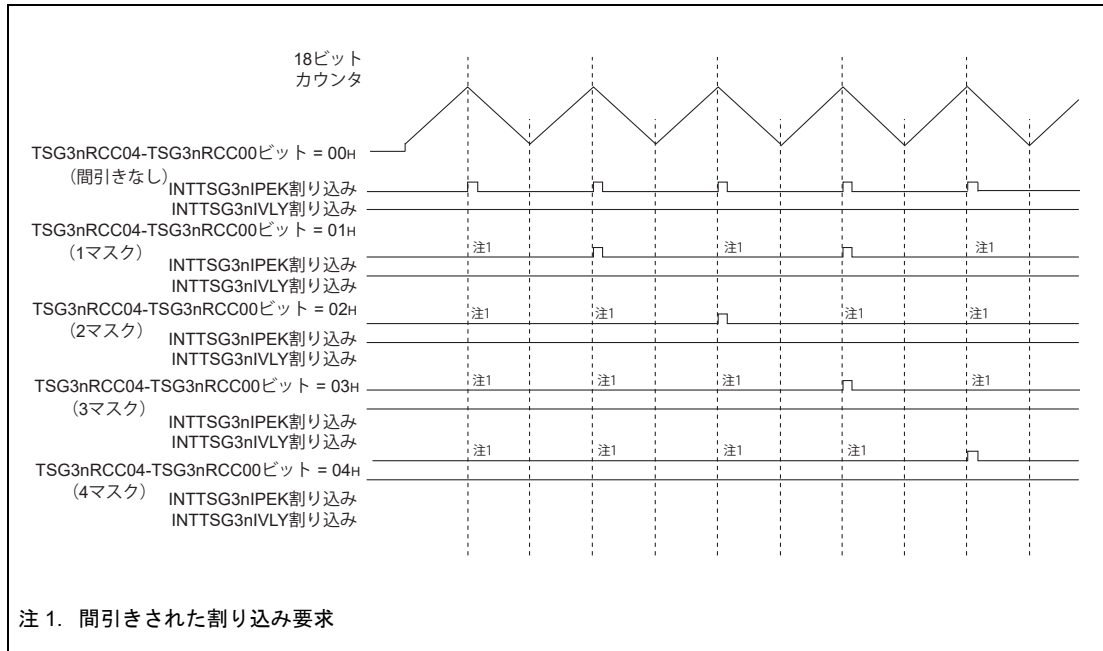 18ビット
カウンタ
TSG3nRCC04-TSG3nRCC00ビット = 00H
（間引きなし）
INTTSG3nIPEK割り込み
INTTSG3nIVLY割り込み
TSG3nRCC04-TSG3nRCC00ビット = 01H
（1マスク） 注1 注1 注1
INTTSG3nIPEK割り込み
INTTSG3nIVLY割り込み
TSG3nRCC04-TSG3nRCC00ビット = 02H 注1 注1 注1 注1
（2マスク）
INTTSG3nIPEK割り込み
INTTSG3nIVLY割り込み
TSG3nRCC04-TSG3nRCC00ビット = 03H 注1 注1 注1 注1
（3マスク）
INTTSG3nIPEK割り込み
INTTSG3nIVLY割り込み
注1 注1 注1 注1
TSG3nRCC04-TSG3nRCC00ビット = 04H
（4マスク）
INTTSG3nIPEK割り込み
INTTSG3nIVLY割り込み
注 1. 間引きされた割り込み要求